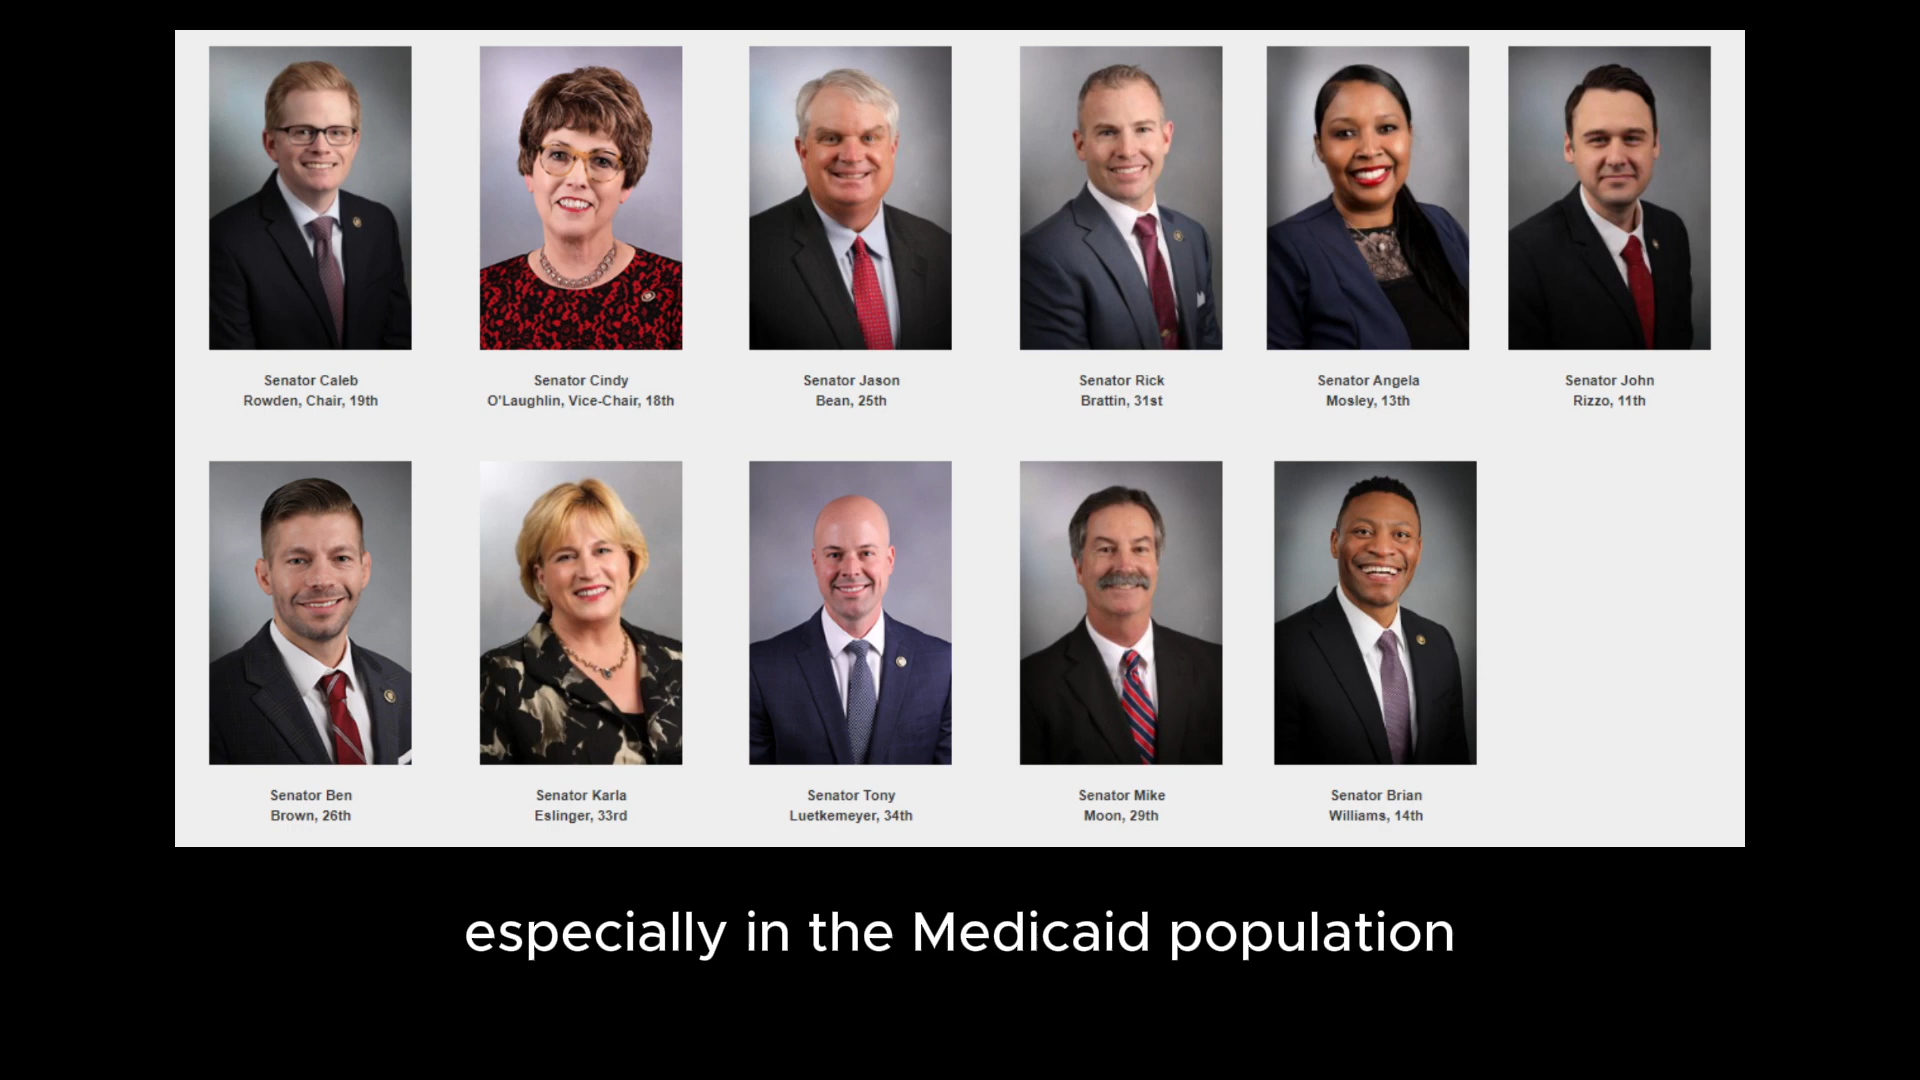 Senator Caleb
Rowden, Chair, 19th
Senator Cindy
O'Laughlin, Vice-Chair, 18th
Senator Jason
Bean, 25th
Senator Rick
Brattin, 31st
Senator Angela
Mosley, 13th
Senator John
Rizzo, 11th
Senator Ben
Brown, 26th
Senator Karla
Eslinger, 33rd
Senator Tony
Luetkemeyer, 34th
Senator Mike
Moon, 29th
Senator Brian
Williams, 14th
especially in the Medicaid population